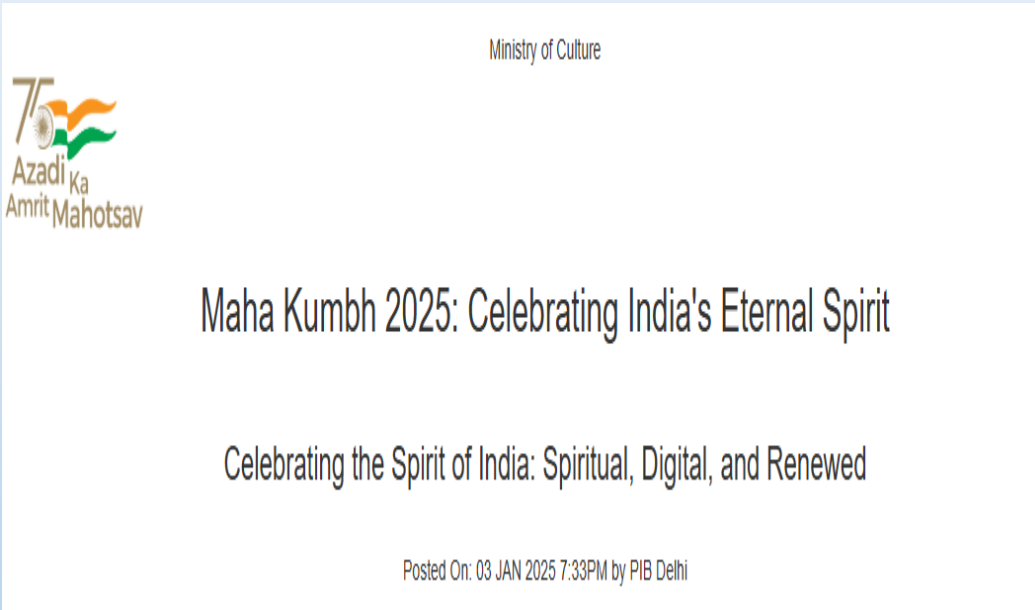 Ministry of Culture
75
Azadi Ka
Amrit Mahotsav
Maha Kumbh 2025: Celebrating India's Eternal Spirit
Celebrating the Spirit of India: Spiritual, Digital, and Renewed
Posted On: 03 JAN 2025 7:33PM by PIB Delhi